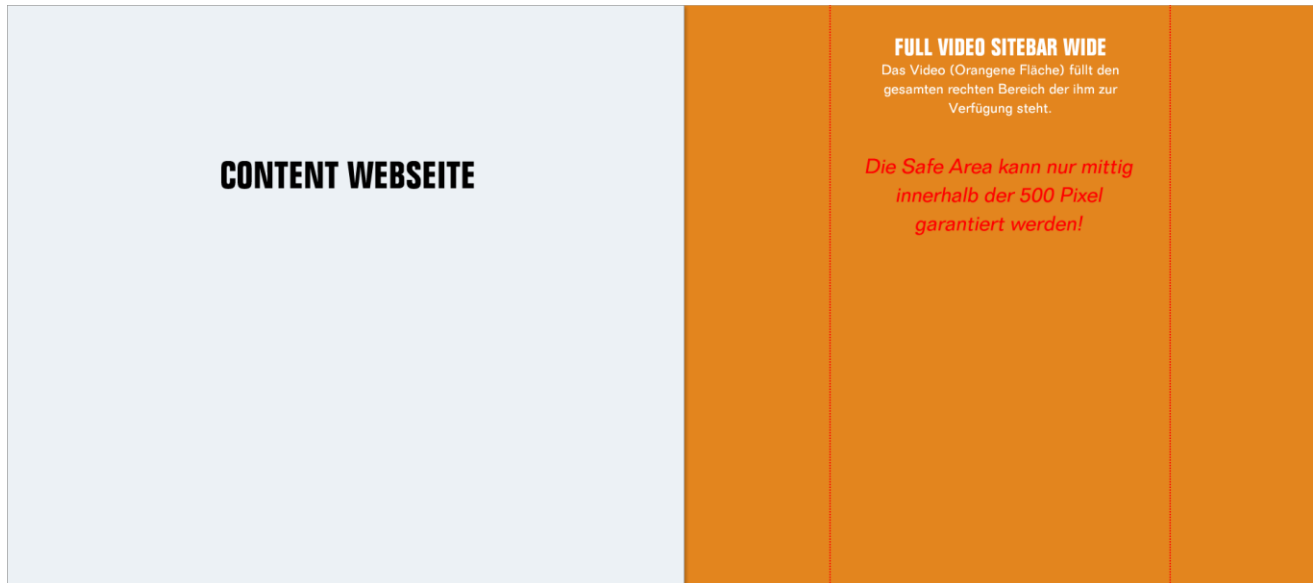 CONTENT WEBSEITE
FULL VIDEO SITEBAR WIDE
Das Video (Orangene Fläche) füllt den
gesamten rechten Bereich der ihm zur
Verfügung steht.
Die Safe Area kann nur mittig
innerhalb der 500 Pixel
garantiert werden!